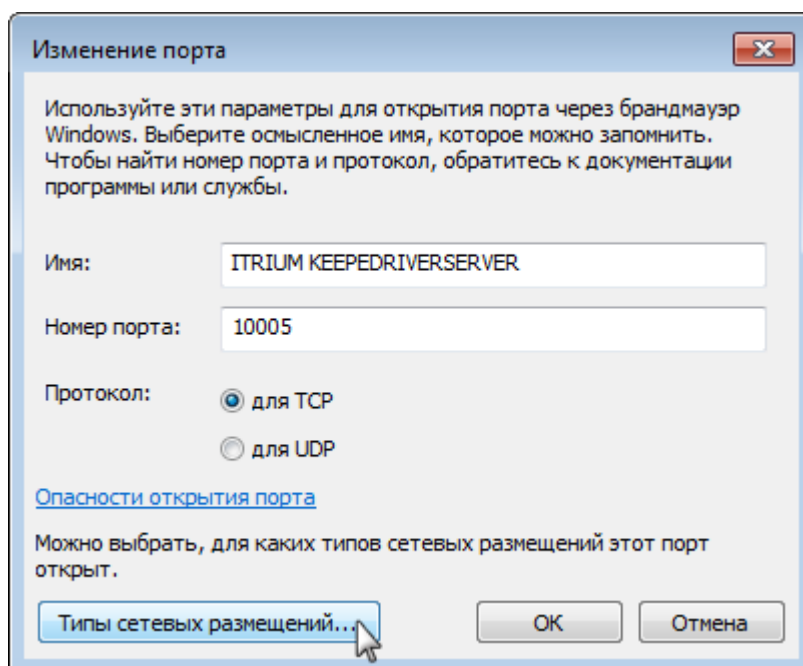 Изменение порта
Используйте эти параметры для открытия порта через брандмауэр
Windows. Выберите осмысленное имя, которое можно запомнить.
Чтобы найти номер порта и протокол, обратитесь к документации
программы или службы.
Имя:
ITRIUM KEEPEDRIVERSERVER
Номер порта:
10005
Протокол:
для TCP
для UDP
Опасности открытия порта
Можно выбрать, для каких типов сетевых размещений этот порт
открыт.
Типы сетевых размещений...
ОК
Отмена